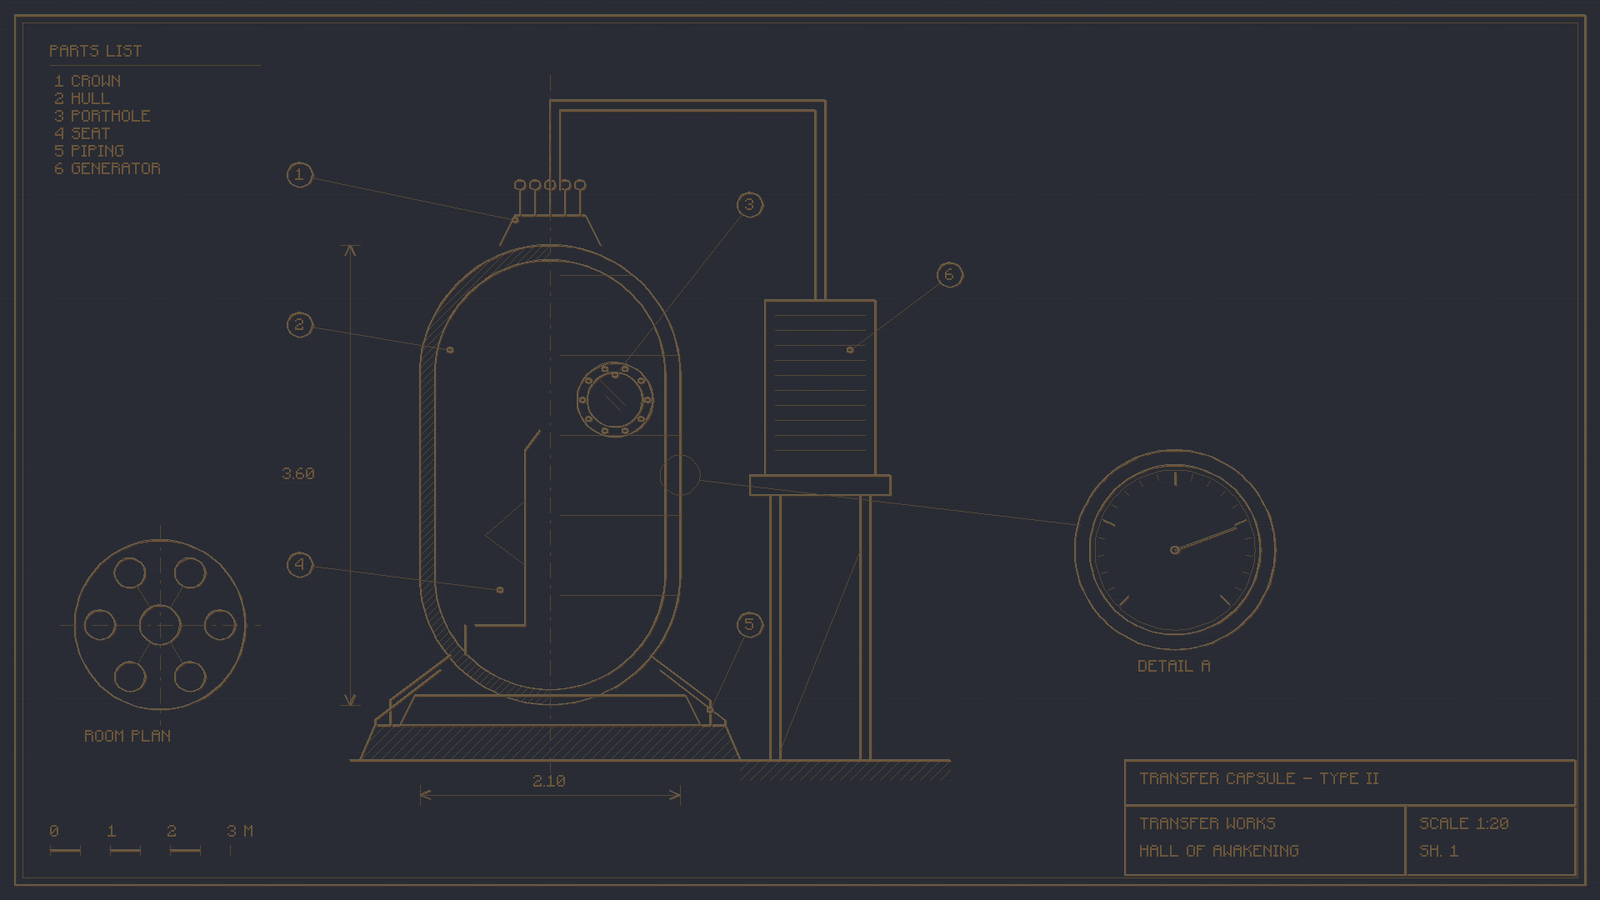 PARTS LIST
1 CROWN
2 HULL
3 PORTHOLE
4 SEAT
5 PIPING
6 GENERATOR
1
3
6
2
3.60
4
5
DETAIL A
ROOM PLAN
2.10
0 1 2 3 M
TRANSFER CAPSULE - TYPE II
TRANSFER WORKS
HALL OF AWAKENING
SCALE 1:20
SH. 1